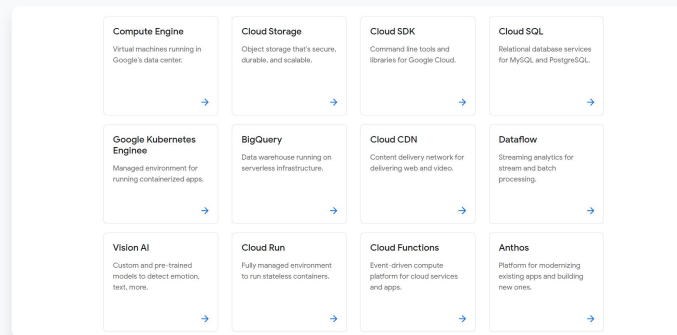 Compute Engine
Virtual machines running in
Google's data center.
Cloud Storage
Object storage that's secure,
durable, and scalable.
Cloud SDK
Command line tools and
libraries for Google Cloud.
Cloud SQL
Relational database services
for MySQL and PostgreSQL.
Google Kubernetes
Enginee
Managed environment for
running containerized apps.
BigQuery
Data warehouse running on
serverless infrastructure.
Cloud CDN
Content delivery network for
delivering web and video.
Dataflow
Streaming analytics for
stream and batch
processing.
Vision AI
Custom and pre-trained
models to detect emotion,
text, more.
Cloud Run
Fully managed environment
to run stateless containers.
Cloud Functions
Event-driven compute
platform for cloud services
and apps.
Anthos
Platform for modernizing
existing apps and building
new ones.